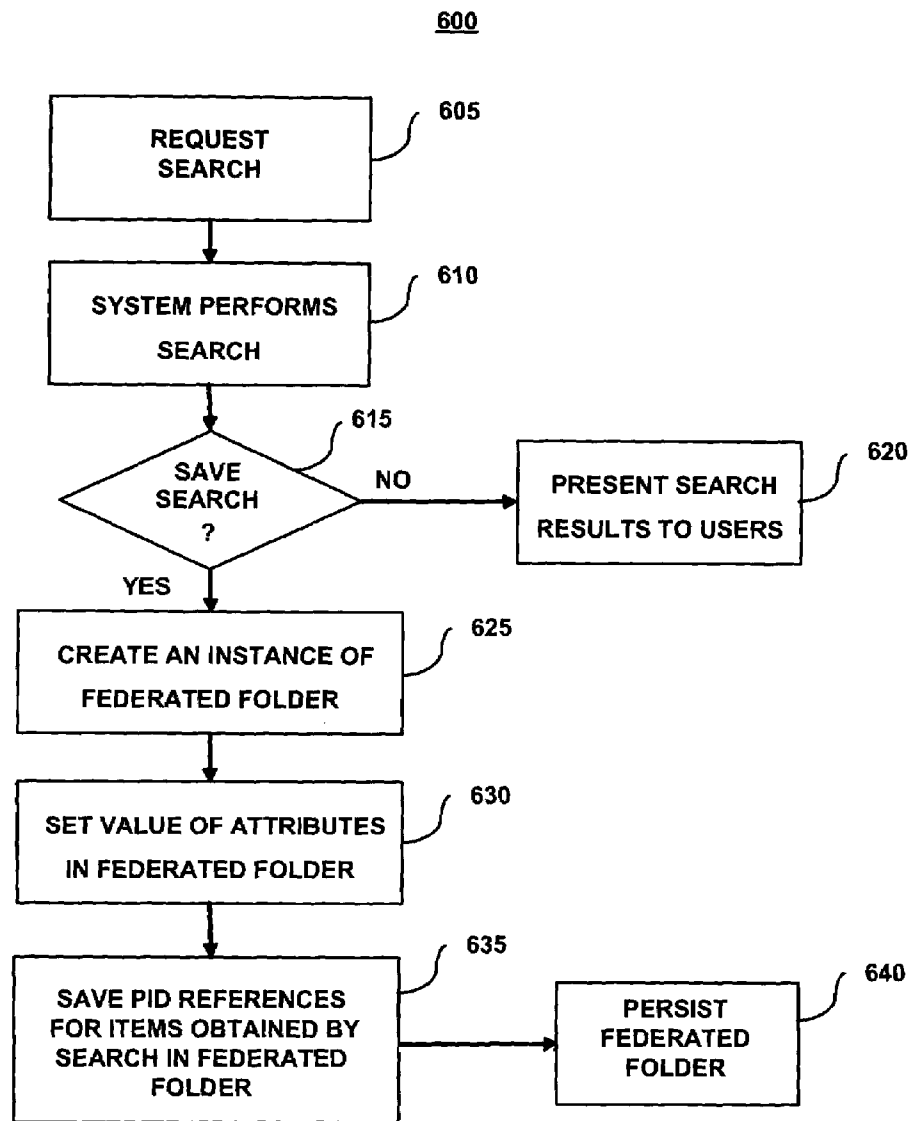 600
REQUEST
SEARCH
605
SYSTEM PERFORMS
SEARCH
610
SAVE
SEARCH
?
615
NO
PRESENT SEARCH
RESULTS TO USERS
620
YES
CREATE AN INSTANCE OF
FEDERATED FOLDER
625
SET VALUE OF ATTRIBUTES
IN FEDERATED FOLDER
630
SAVE PID REFERENCES
FOR ITEMS OBTAINED BY
SEARCH IN FEDERATED
FOLDER
635
PERSIST
FEDERATED
FOLDER
640